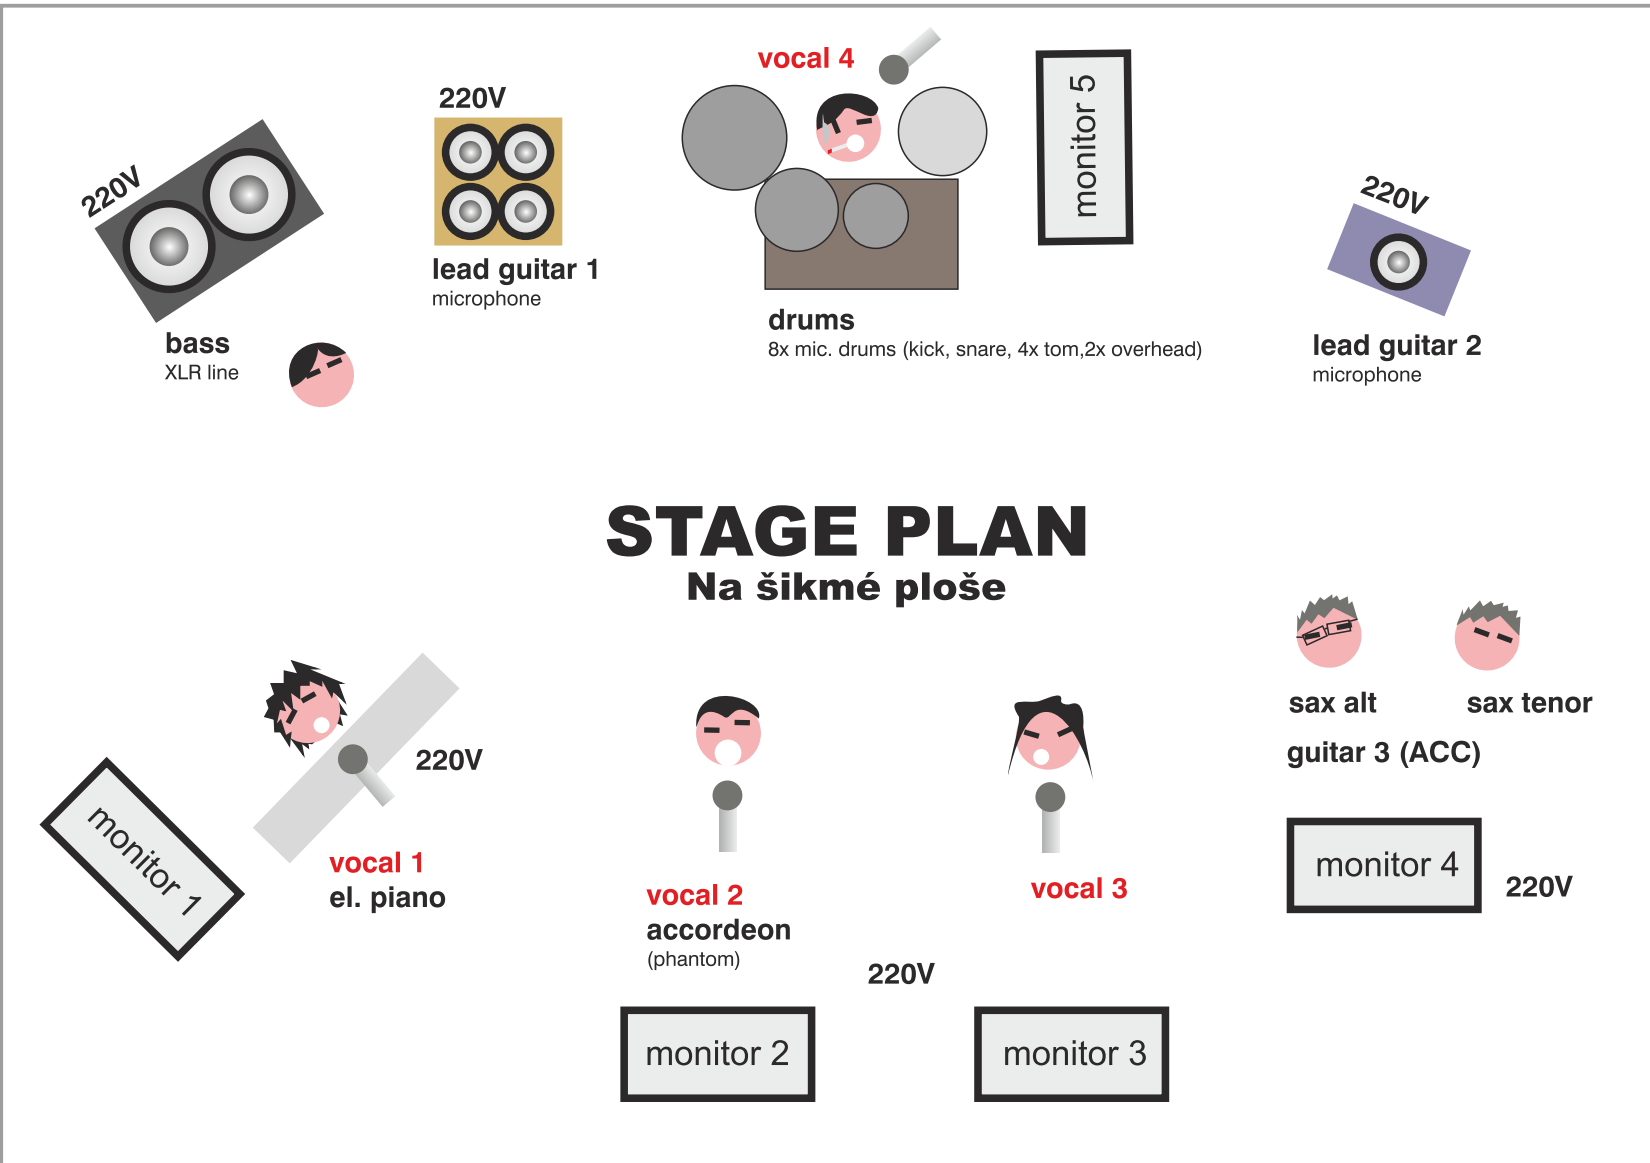 vocal 4
220V
monitor 5
220V
220V
lead guitar 1
microphone
drums
8x mic. drums (kick, snare, 4x tom,2x overhead)
bass
XLR line
lead guitar 2
microphone
STAGE PLAN
Na šikmé ploše
sax alt
sax tenor
guitar 3 (ACC)
220V
monitor 1
vocal 1
el. piano
vocal 2
accordeon
(phantom)
vocal 3
monitor 4
220V
220V
monitor 2
monitor 3